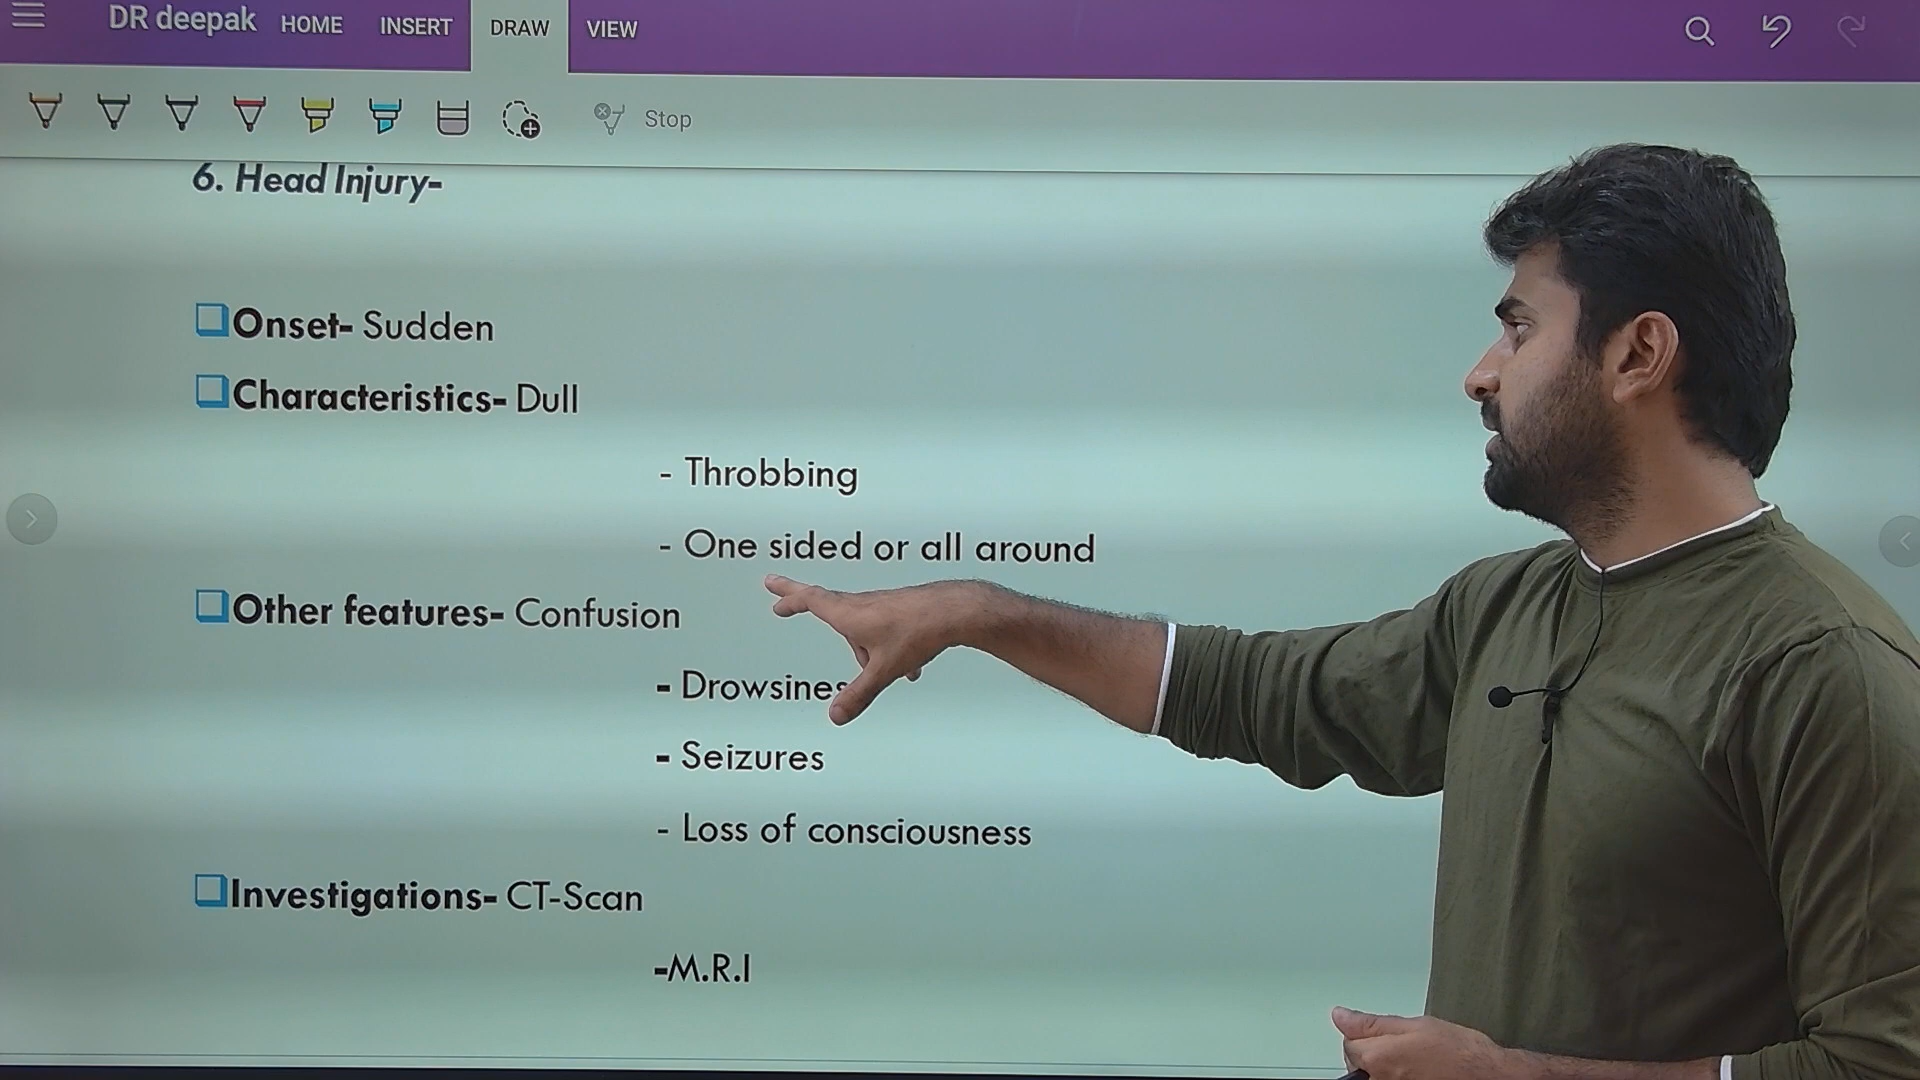 DR deepak HOME INSERT DRAW VIEW
Stop
6. Head Injury-
Onset- Sudden
Characteristics- Dull
- Throbbing
- One sided or all around
Other features- Confusion
- Drowsines
- Seizures
- Loss of consciousness
Investigations- CT-Scan
-M.R.I